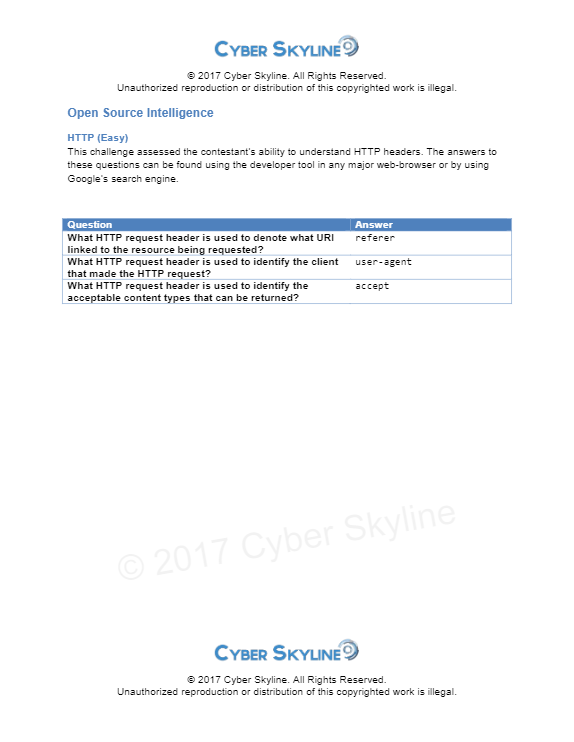 CYBER SKYLINE
© 2017 Cyber Skyline. All Rights Reserved.
Unauthorized reproduction or distribution of this copyrighted work is illegal.
Open Source Intelligence
HTTP (Easy)
This challenge assessed the contestant's ability to understand HTTP headers. The answers to
these questions can be found using the developer tool in any major web-browser or by using
Google's search engine.
Question Answer
What HTTP request header is used to denote what URI referer
linked to the resource being requested?
What HTTP request header is used to identify the client user-agent
that made the HTTP request?
What HTTP request header is used to identify the accept
acceptable content types that can be returned?
© 2017 Cyber Skyline
CYBER SKYLINE
© 2017 Cyber Skyline. All Rights Reserved.
Unauthorized reproduction or distribution of this copyrighted work is illegal.